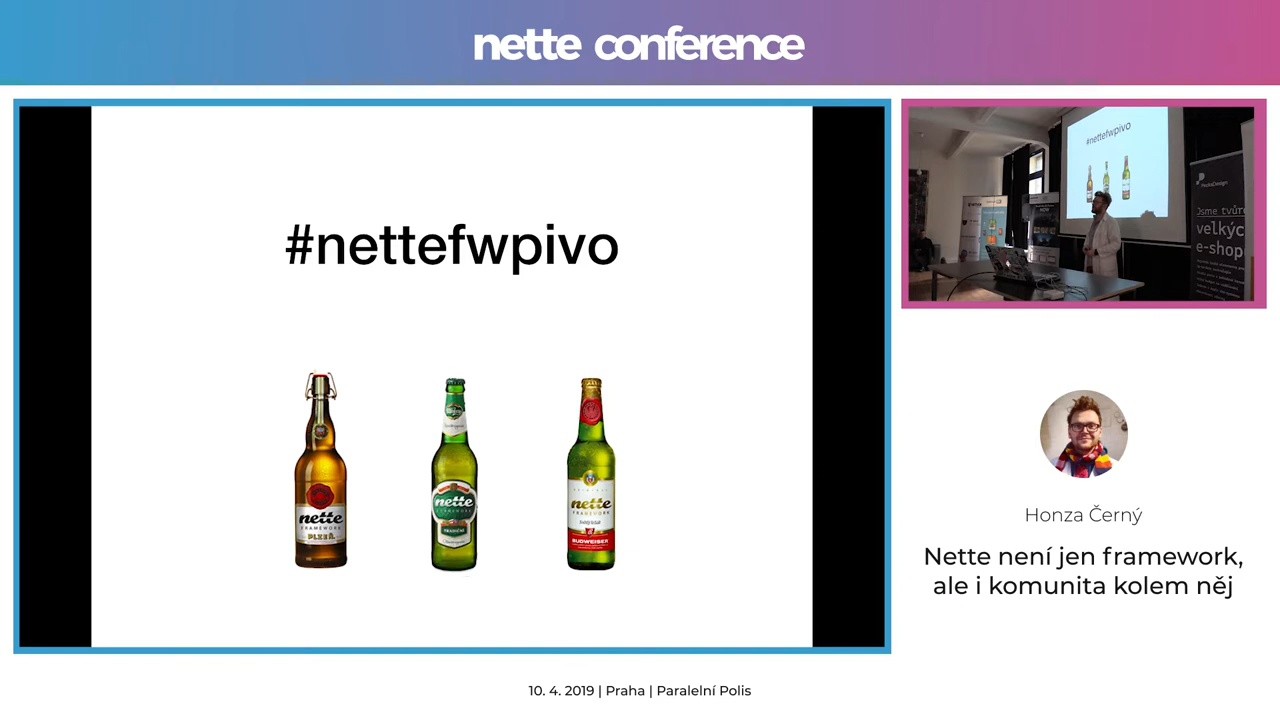 nette conference
#nettefwpivo
nette
FRAMEWORK
PLZEŇ
nette
FRAMEWORK
nette
FRAMEWORK
BUDWEISER
#nettefwpivo
PeckaDesign
Jsme tvůrc
velkýc
e-shop
Honza Černý
Nette není jen framework,
ale i komunita kolem něj
10. 4. 2019 | Praha | Paralelní Polis